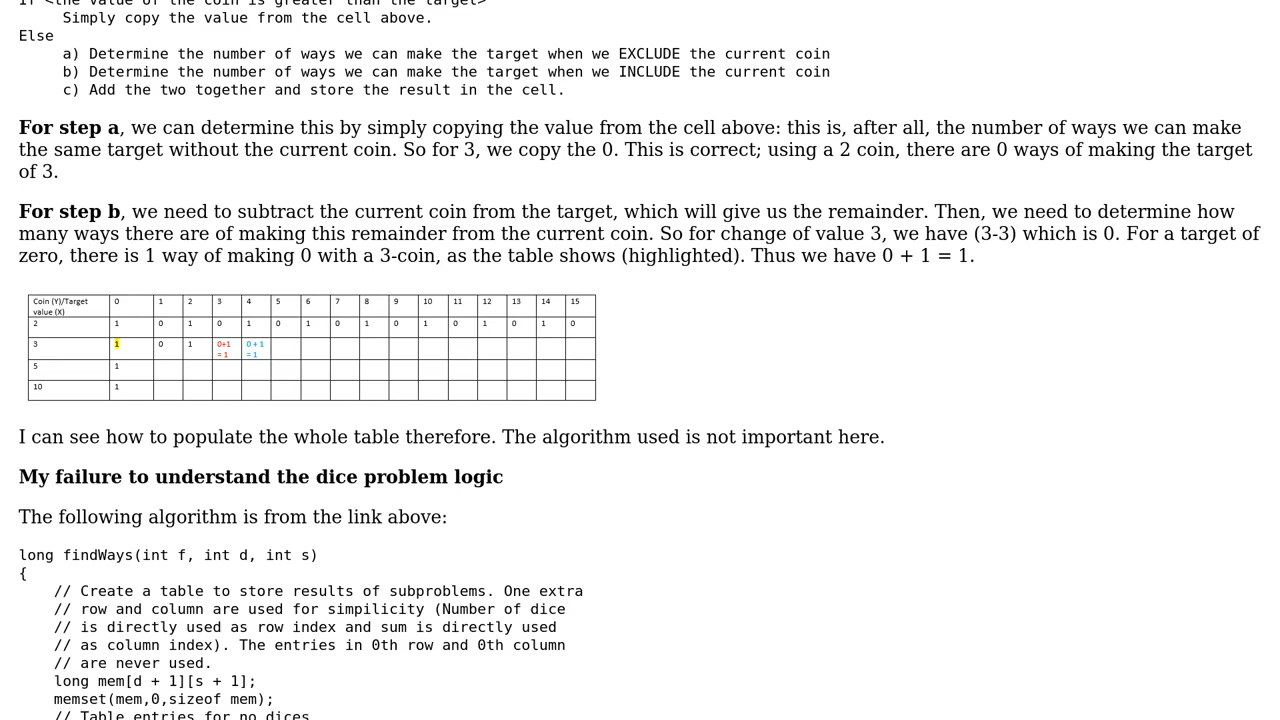 If <the value of the coin is greater than the target>
     Simply copy the value from the cell above.
Else
     a) Determine the number of ways we can make the target when we EXCLUDE the current coin
     b) Determine the number of ways we can make the target when we INCLUDE the current coin
     c) Add the two together and store the result in the cell.
For step a, we can determine this by simply copying the value from the cell above: this is, after all, the number of ways we can make
the same target without the current coin. So for 3, we copy the 0. This is correct; using a 2 coin, there are 0 ways of making the target
of 3.
For step b, we need to subtract the current coin from the target, which will give us the remainder. Then, we need to determine how
many ways there are of making this remainder from the current coin. So for change of value 3, we have (3-3) which is 0. For a target of
zero, there is 1 way of making 0 with a 3-coin, as the table shows (highlighted). Thus we have 0 + 1 = 1.
Coin (Y)/Target 0 1 2 3 4 5 6 7 8 9 10 11 12 13 14 15
value (X)
2 1 0 1 0 1 0 1 0 1 0 1 0 1 0 1 0
3 1 0 1 0+1 0 + 1
= 1 = 1
5 1
10 1
I can see how to populate the whole table therefore. The algorithm used is not important here.
My failure to understand the dice problem logic
The following algorithm is from the link above:
long findWays(int f, int d, int s)
{
    // Create a table to store results of subproblems. One extra
    // row and column are used for simpilicity (Number of dice
    // is directly used as row index and sum is directly used
    // as column index). The entries in 0th row and 0th column
    // are never used.
    long mem[d + 1][s + 1];
    memset(mem,0,sizeof mem);
    // Table entries for no dices